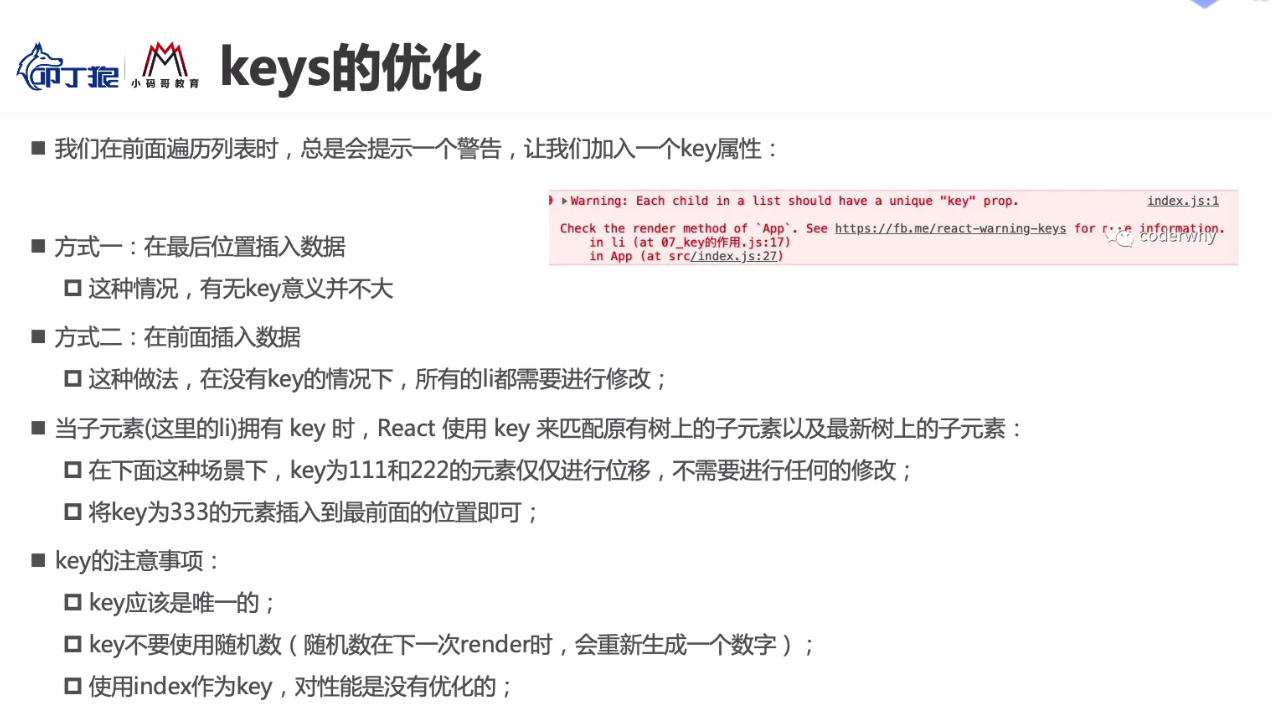 叩丁狼 小码哥教育 keys的优化
我们在前面遍历列表时，总是会提示一个警告，让我们加入一个key属性：
Warning: Each child in a list should have a unique "key" prop. index.js:1
Check the render method of `App`. See https://fb.me/react-warning-keys for more information.
in li (at 07_key的作用.js:17)
in App (at src/index.js:27)
coderwhy
方式一：在最后位置插入数据
这种情况，有无key意义并不大
方式二：在前面插入数据
这种做法，在没有key的情况下，所有的li都需要进行修改；
当子元素(这里的li)拥有 key 时，React 使用 key 来匹配原有树上的子元素以及最新树上的子元素：
在下面这种场景下，key为111和222的元素仅仅进行位移，不需要进行任何的修改；
将key为333的元素插入到最前面的位置即可；
key的注意事项：
key应该是唯一的；
key不要使用随机数（随机数在下一次render时，会重新生成一个数字）；
使用index作为key，对性能是没有优化的；